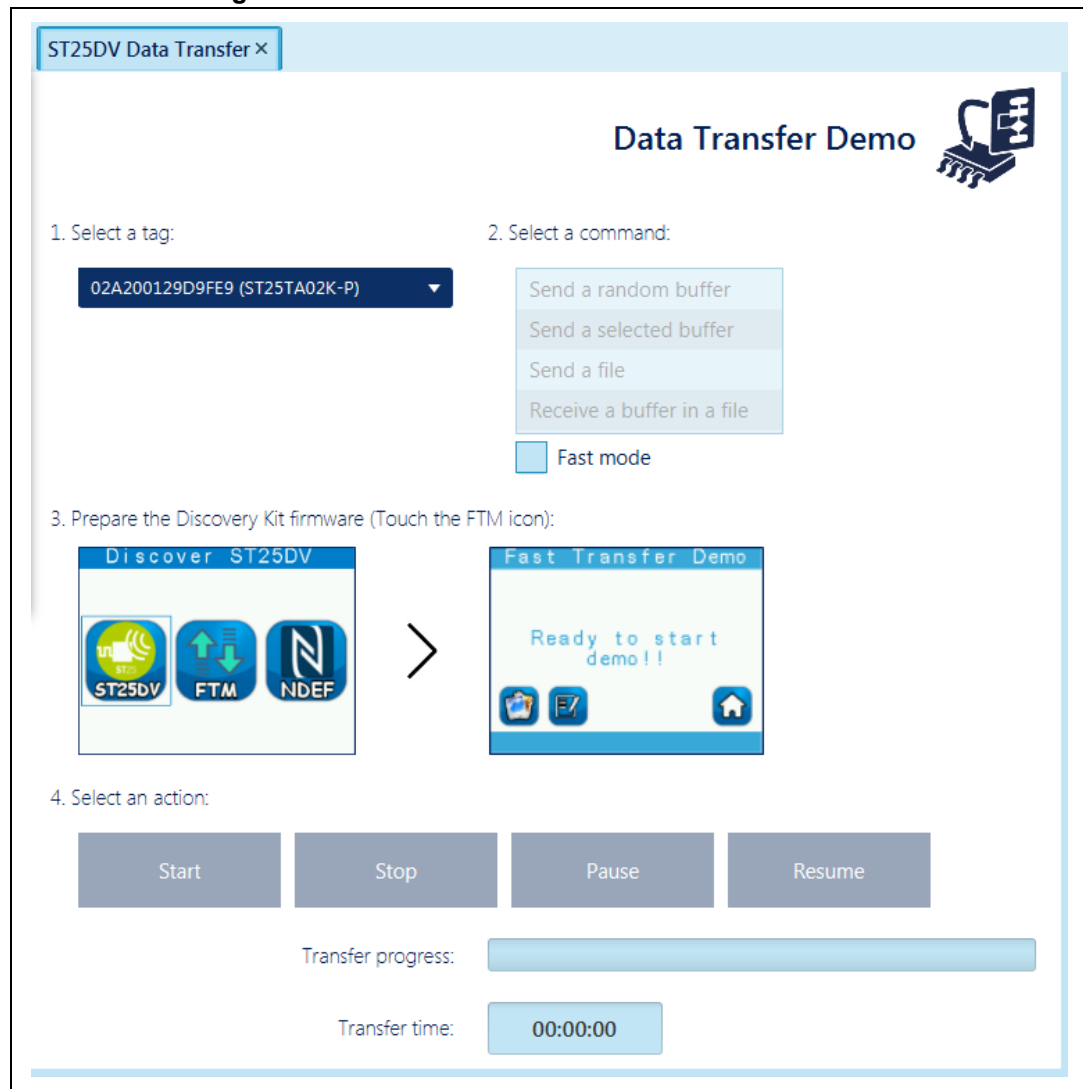 ST25DV Data Transfer ×
Data Transfer Demo
1. Select a tag:
2. Select a command:
02A200129D9FE9 (ST25TA02K-P)
Send a random buffer
Send a selected buffer
Send a file
Receive a buffer in a file
Fast mode
3. Prepare the Discovery Kit firmware (Touch the FTM icon):
Discover ST25DV
ST25
ST25DV
FTM
NDEF
Fast Transfer Demo
Ready to start
demo!!
4. Select an action:
Start
Stop
Pause
Resume
Transfer progress:
Transfer time:
00:00:00